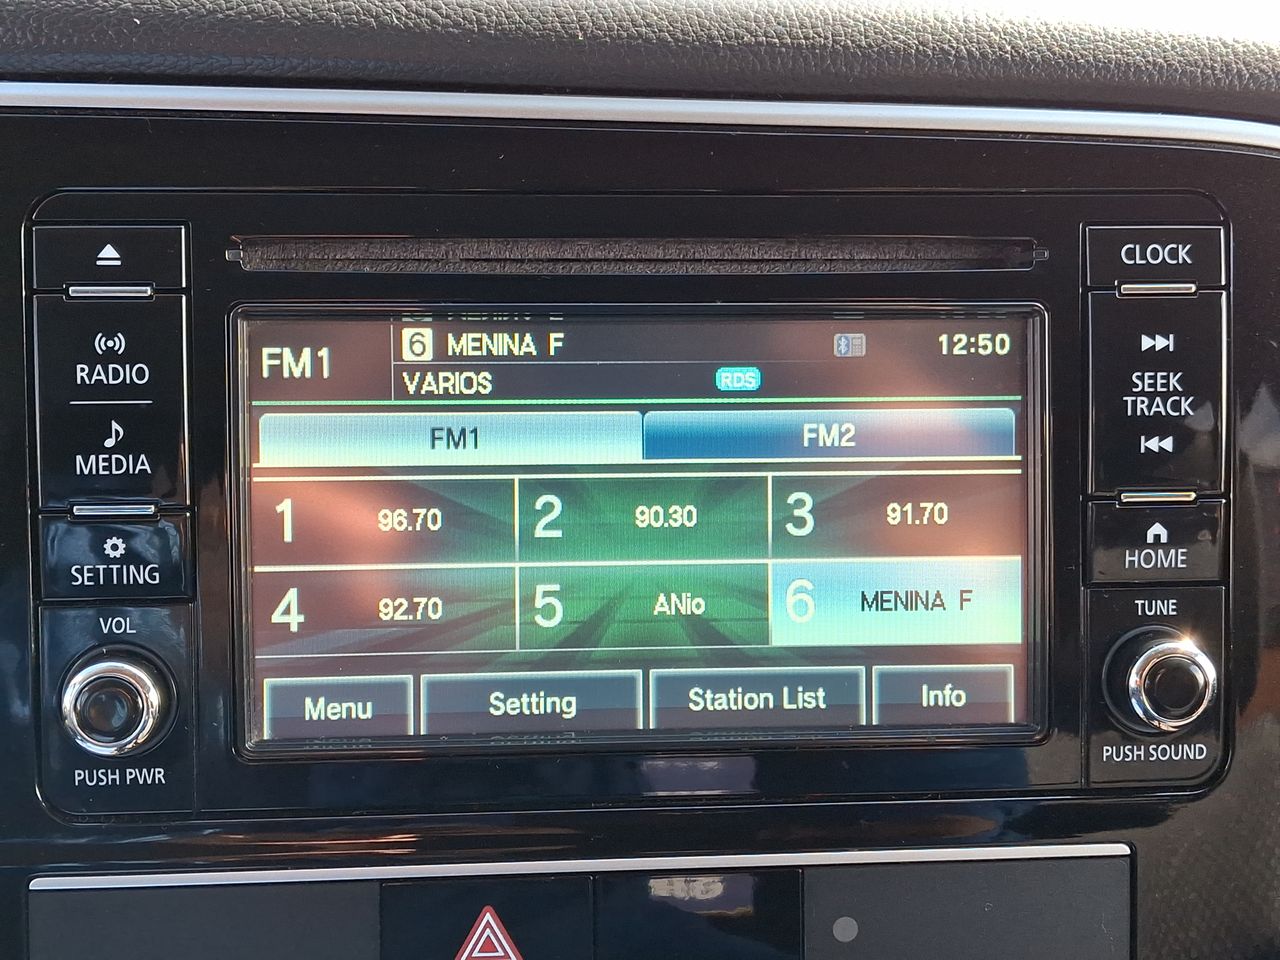 CLOCK
RADIO
MEDIA
SETTING
VOL
PUSH PWR
FM1
6 MENINA F
12:50
VARIOS
RDS
FM1
FM2
1 96.70
2 90.30
3 91.70
4 92.70
5 ANio
6 MENINA F
Menu
Setting
Station List
Info
SEEK
TRACK
HOME
TUNE
PUSH SOUND